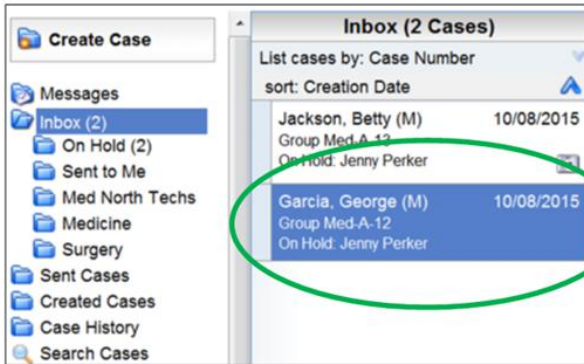 Create Case
Messages
Inbox (2)
On Hold (2)
Sent to Me
Med North Techs
Medicine
Surgery
Sent Cases
Created Cases
Case History
Search Cases
Inbox (2 Cases)
List cases by: Case Number
sort: Creation Date
Jackson, Betty (M) 10/08/2015
Group Med-A-13
On Hold: Jenny Perker
Garcia, George (M) 10/08/2015
Group Med-A-12
On Hold: Jenny Perker